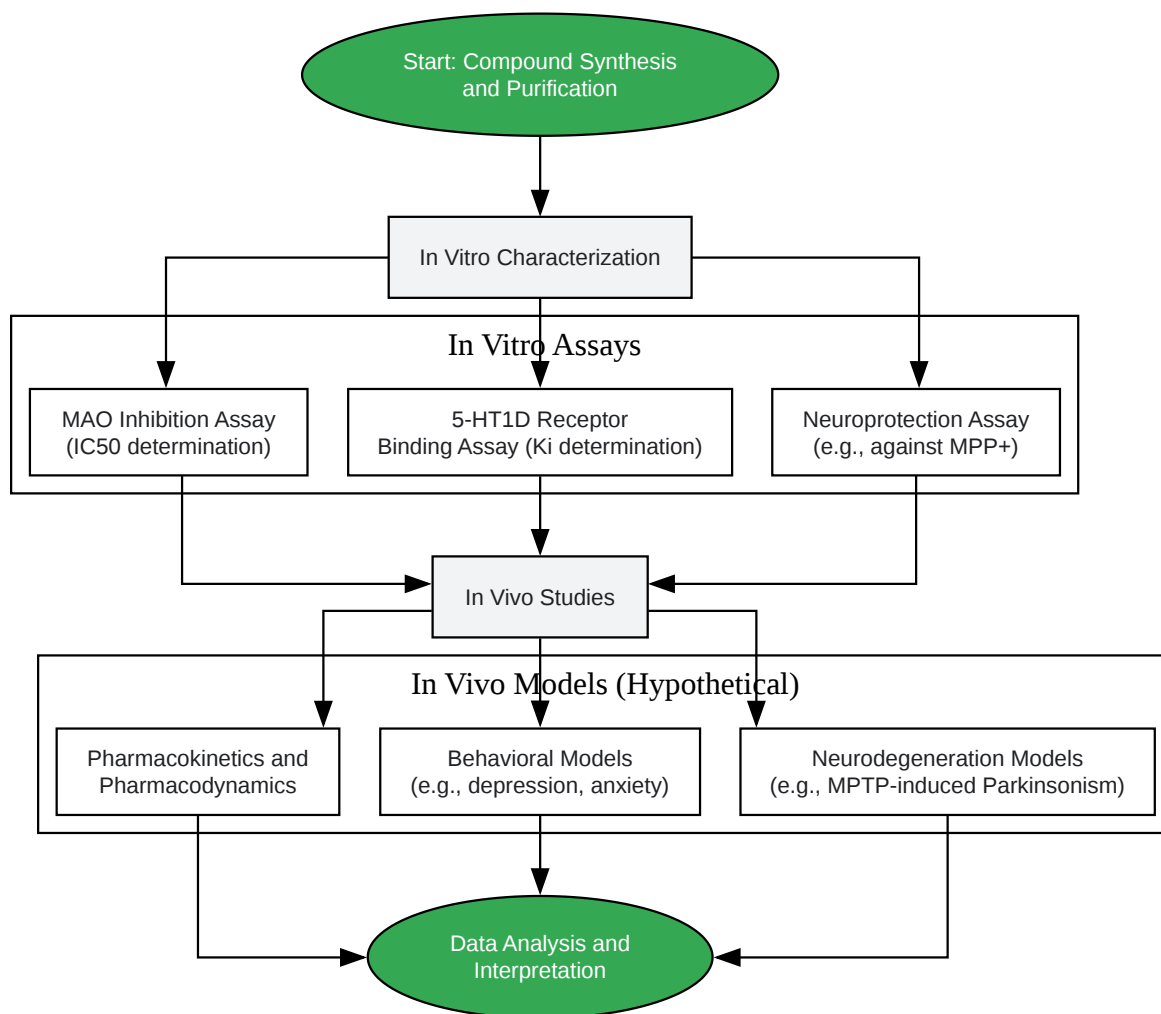 Start: Compound Synthesis
and Purification
In Vitro Characterization
In Vitro Assays
MAO Inhibition Assay
(IC50 determination)
5-HT1D Receptor
Binding Assay (Ki determination)
Neuroprotection Assay
(e.g., against MPP+)
In Vivo Studies
In Vivo Models (Hypothetical)
Pharmacokinetics and
Pharmacodynamics
Behavioral Models
(e.g., depression, anxiety)
Neurodegeneration Models
(e.g., MPTP-induced Parkinsonism)
Data Analysis and
Interpretation